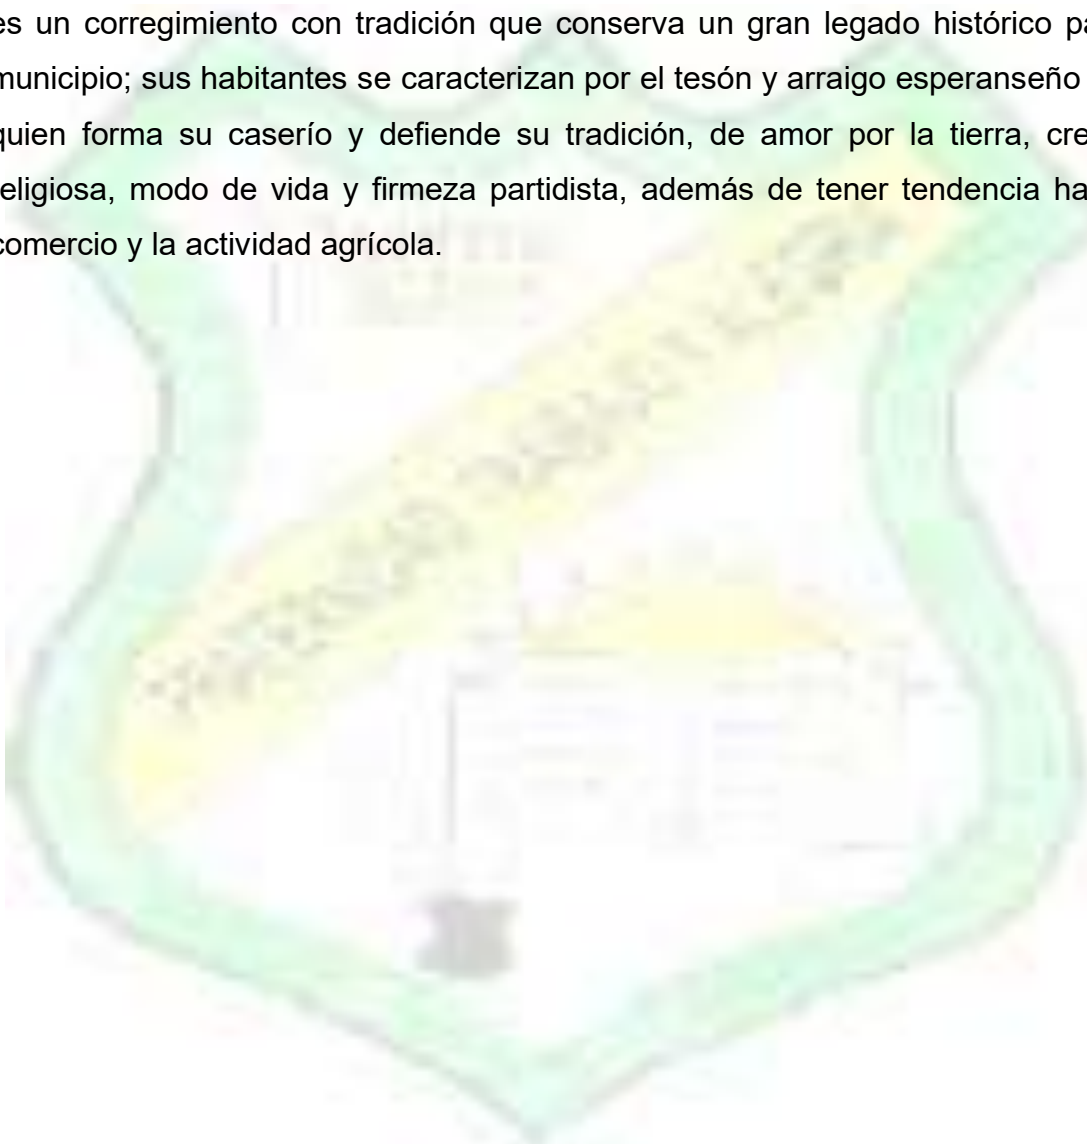 es un corregimiento con tradición que conserva un gran legado histórico pa
municipio; sus habitantes se caracterizan por el tesón y arraigo esperanseño
quien forma su caserío y defiende su tradición, de amor por la tierra, cre
eligiosa, modo de vida y firmeza partidista, además de tener tendencia ha
comercio y la actividad agrícola.